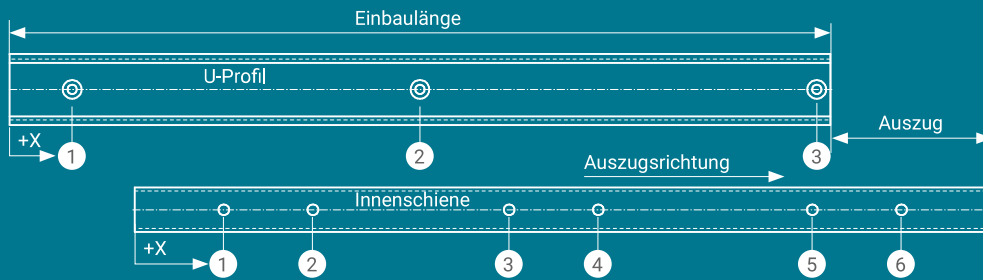 Einbaulänge
U-Profil
+X
1
2
3
Auszug
Auszugsrichtung
Innenschiene
+X
1
2
3
4
5
6